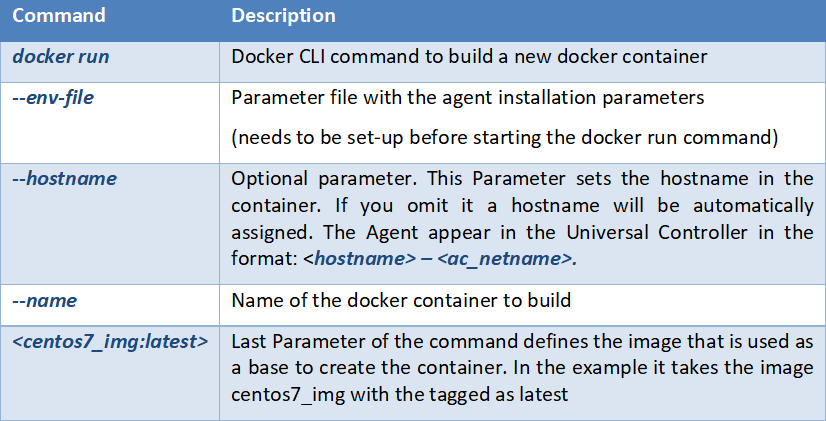 Command Description
docker run Docker CLI command to build a new docker container
--env-file Parameter file with the agent installation parameters
(needs to be set-up before starting the docker run command)
--hostname Optional parameter. This Parameter sets the hostname in the
container. If you omit it a hostname will be automatically
assigned. The Agent appear in the Universal Controller in the
format: <hostname> – <ac_netname>.
--name Name of the docker container to build
<centos7_img:latest> Last Parameter of the command defines the image that is used as
a base to create the container. In the example it takes the image
centos7_img with the tagged as latest